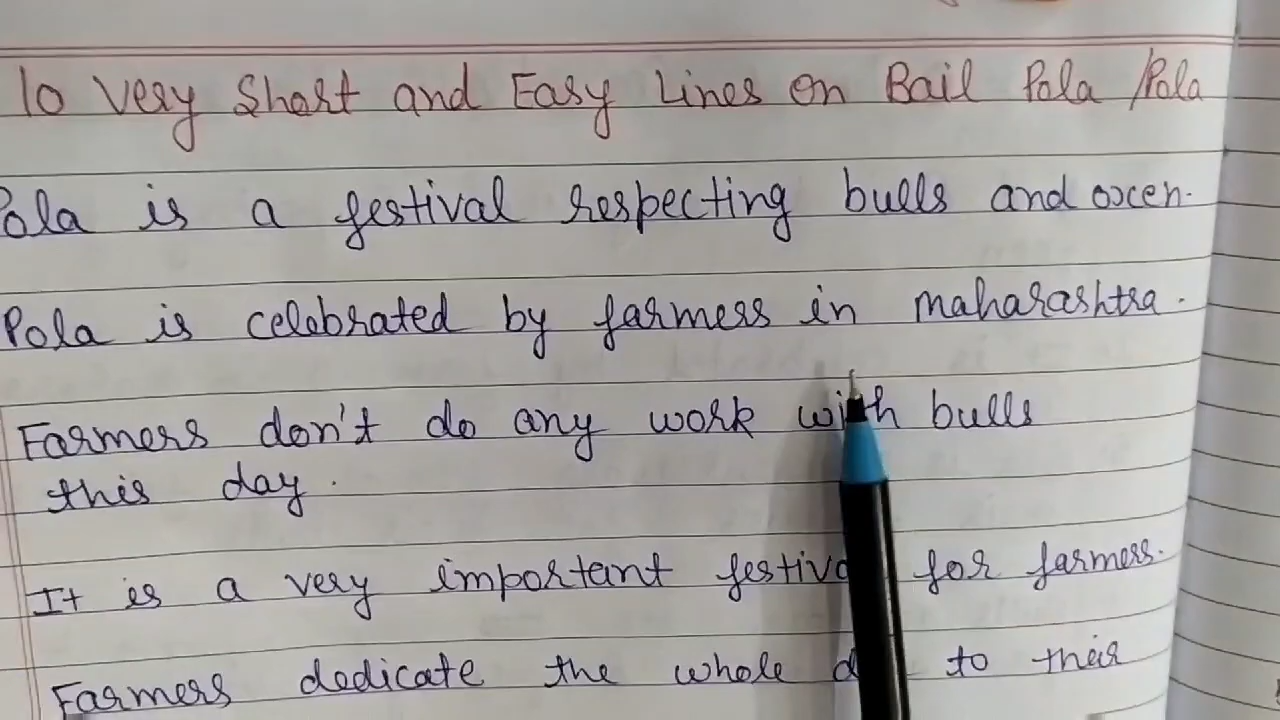 10 Very Short and Easy Lines on Bail Pola /Pola
Pola is a festival respecting bulls and oxen.
Pola is celebrated by farmers in maharashtra.
Farmers don't do any work with bulls
this day.
It is a very important festival for farmers.
Farmers dedicate the whole to their